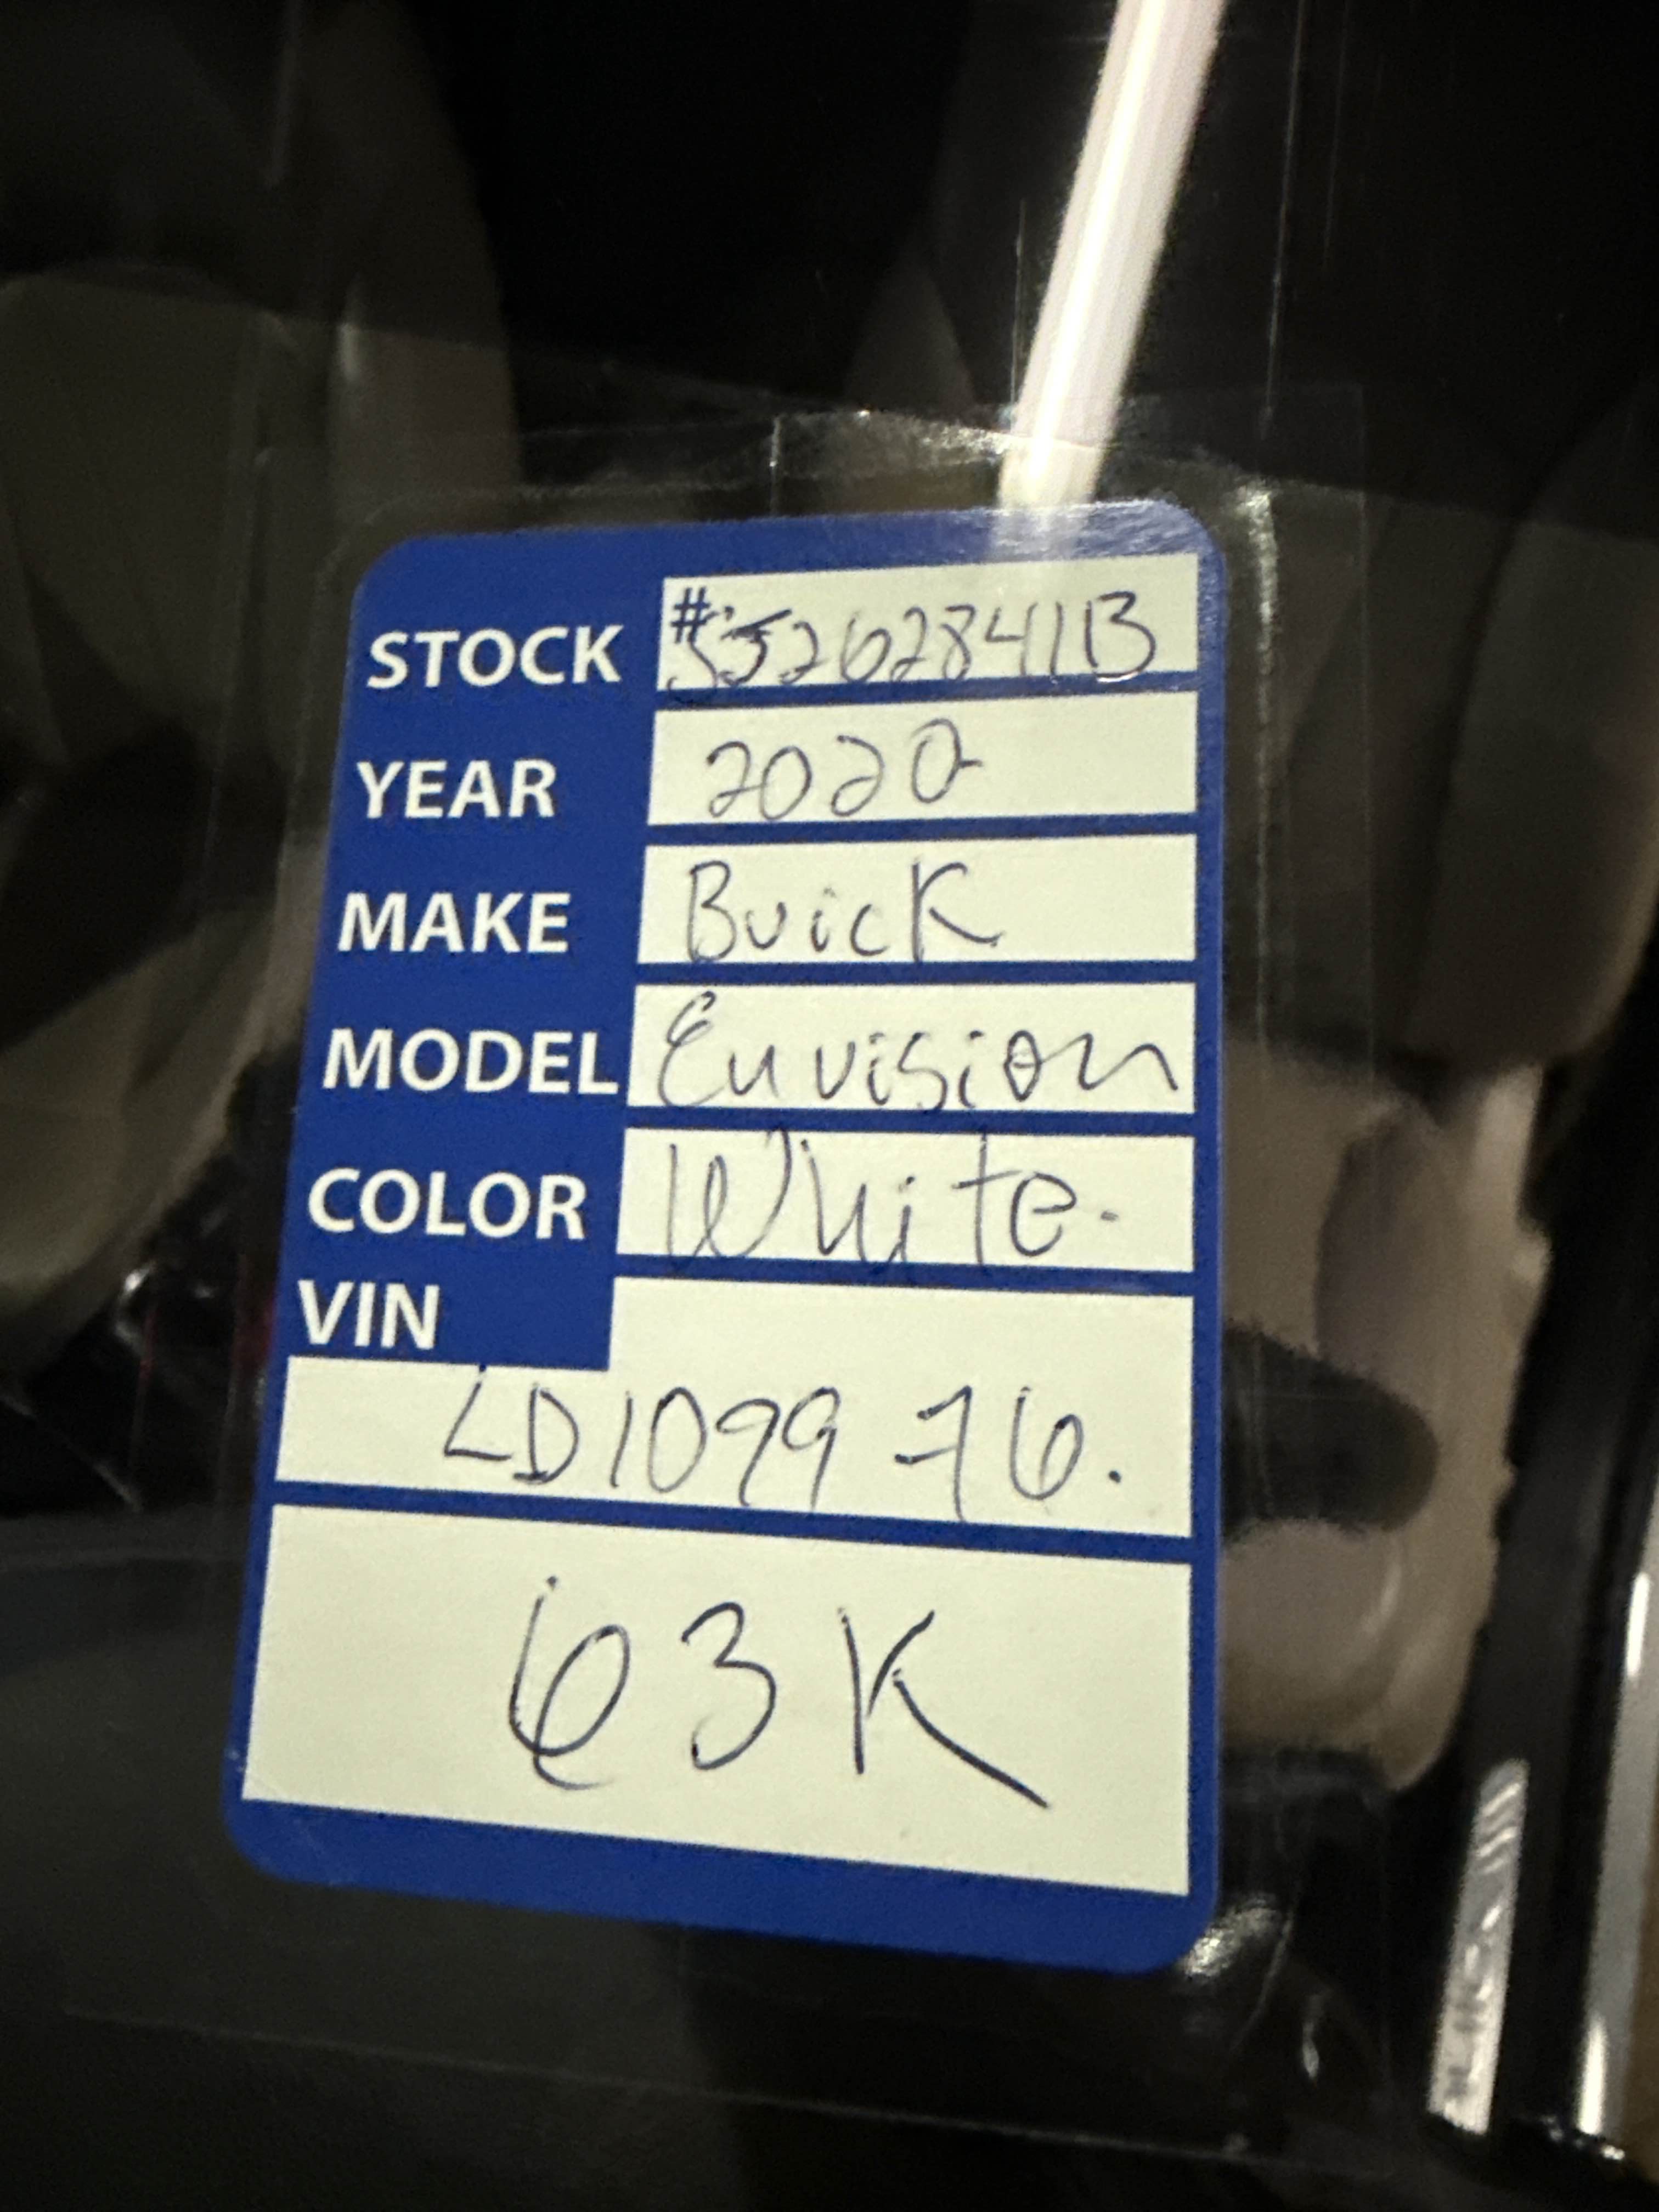 STOCK #SJ262841B
YEAR 2020
MAKE Buick
MODEL Envision
COLOR White.
VIN
LD109976.
63K